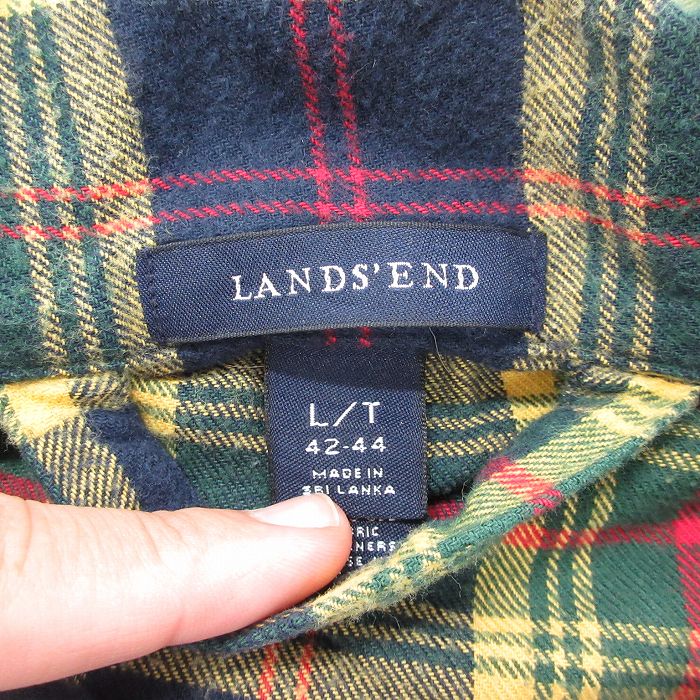 LANDS' END
L/T
42-44
MADE IN
SRI LANKA